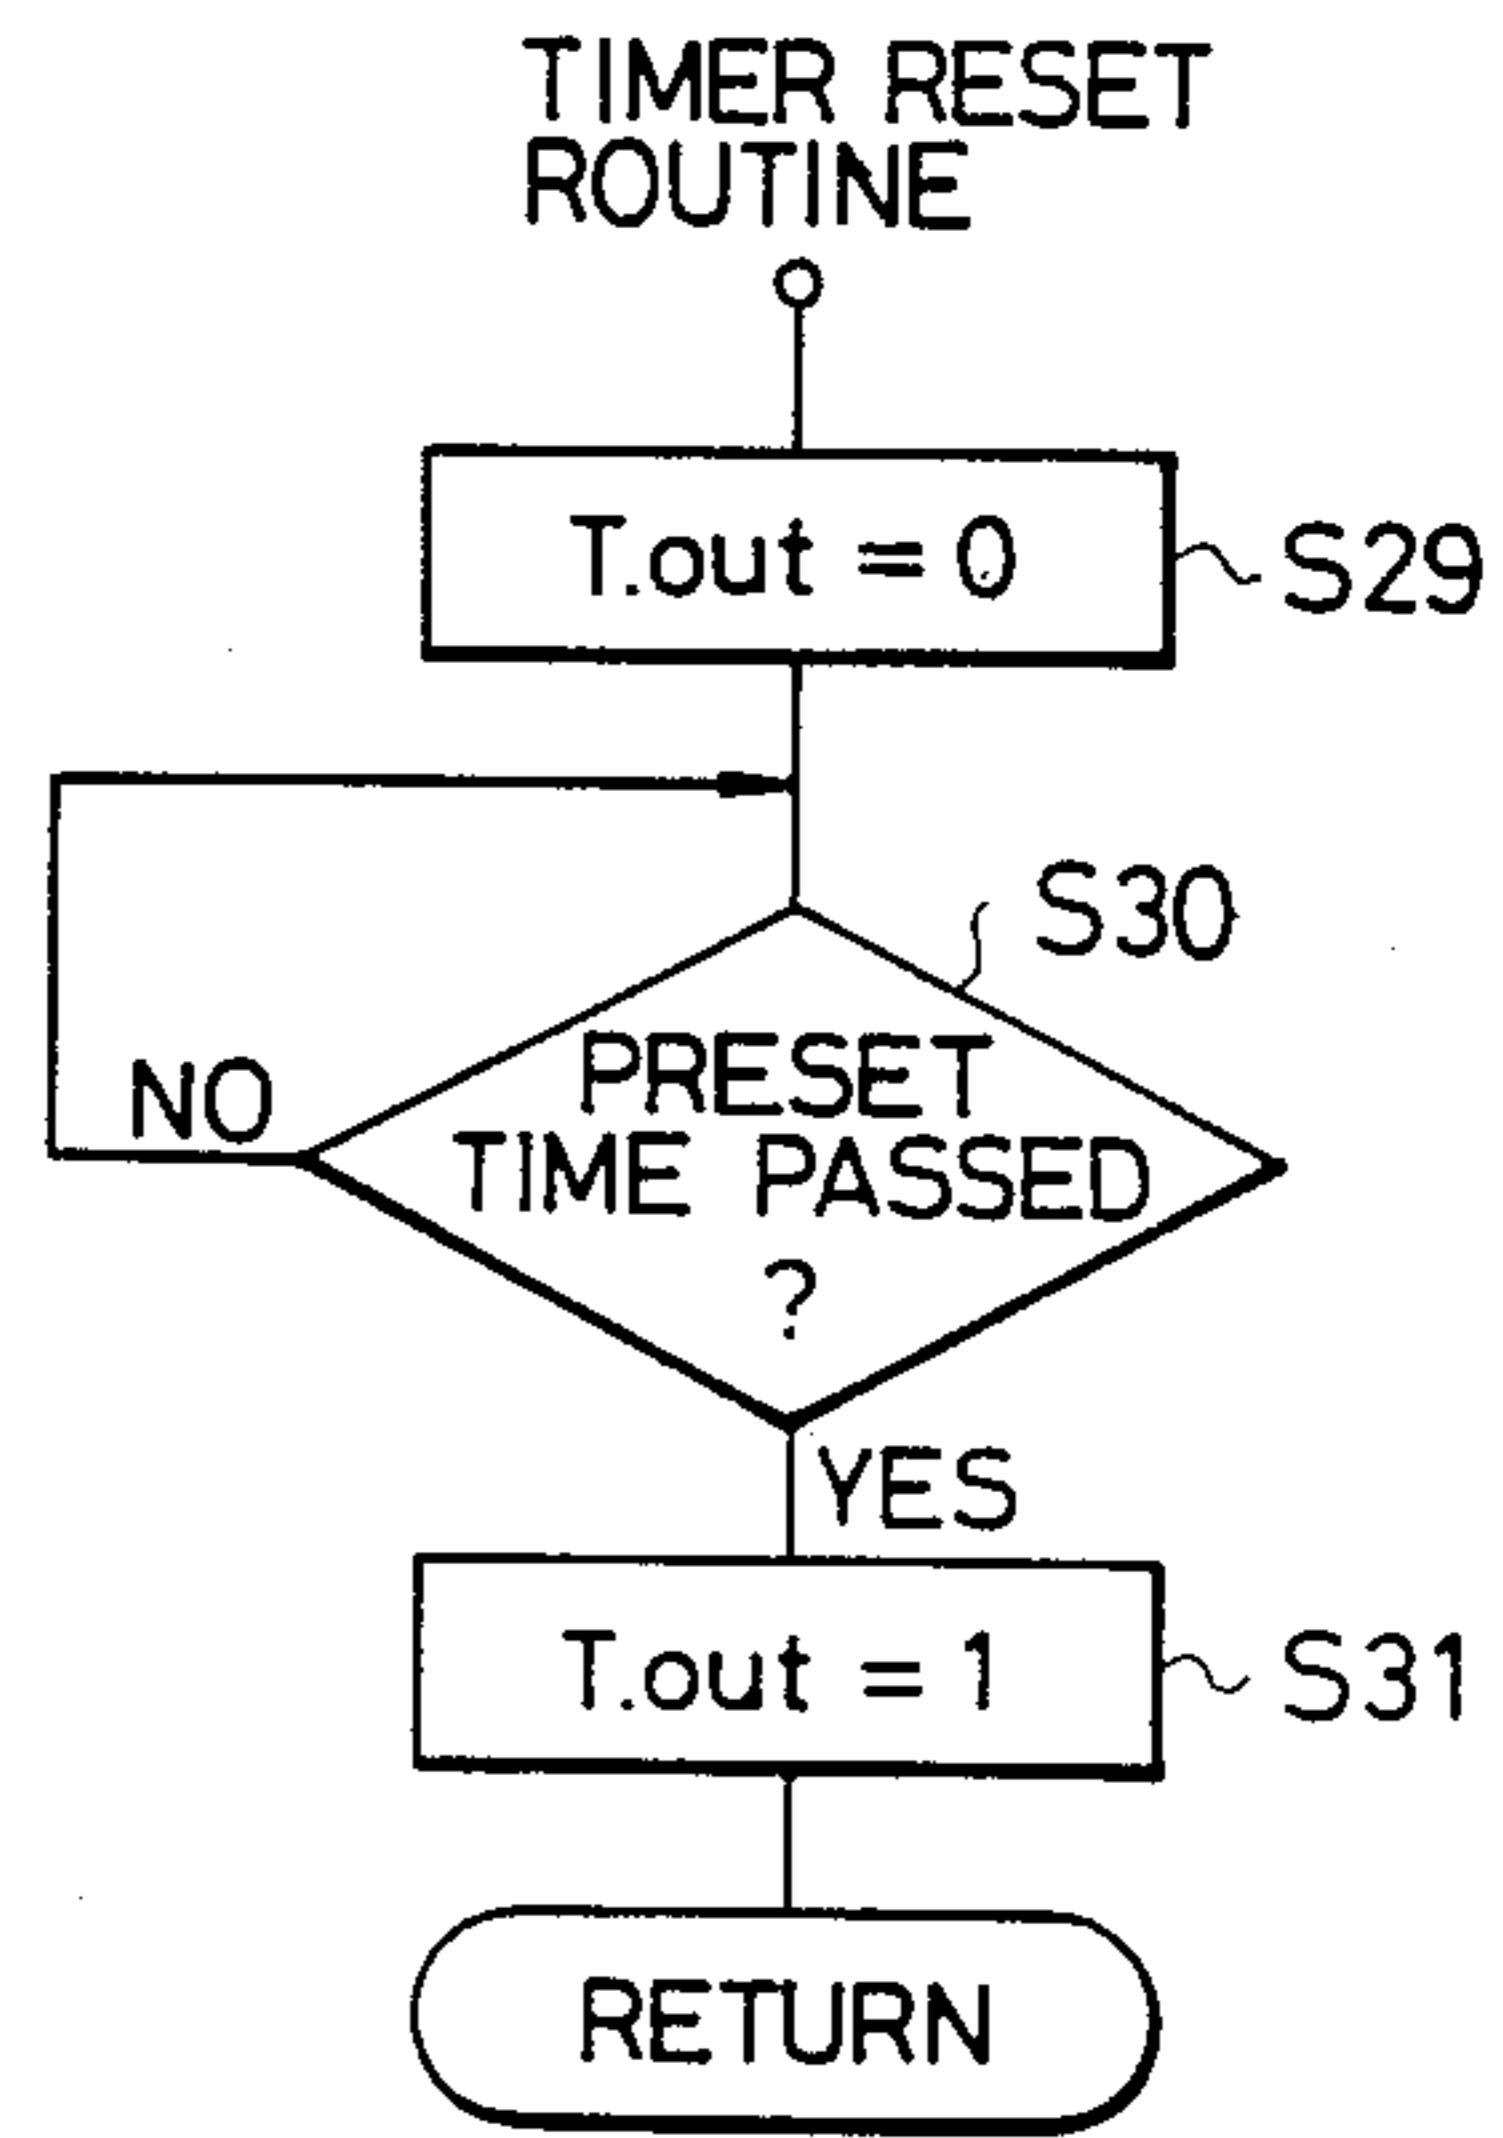 TIMER RESET
ROUTINE
T.out = 0
S29
S30
PRESET
TIME PASSED
?
NO
YES
T.out = 1
S31
RETURN